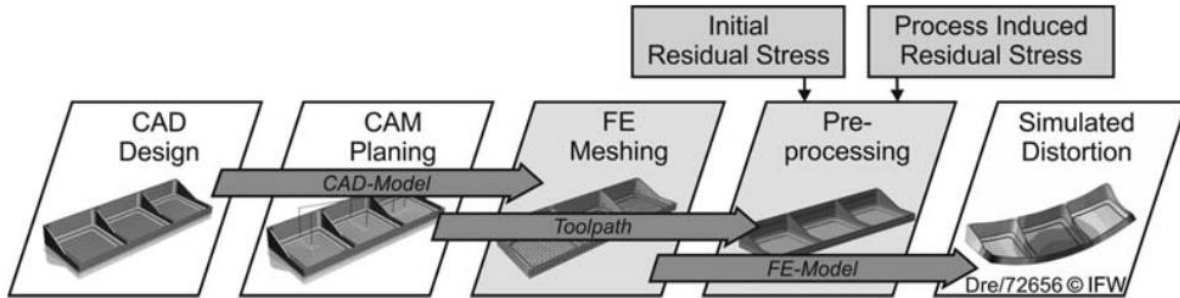 Initial
Residual Stress
Process Induced
Residual Stress
CAD
Design
CAM
Planing
FE
Meshing
Pre-
processing
Simulated
Distortion
CAD-Model
Toolpath
FE-Model
Dre/72656 © IFW